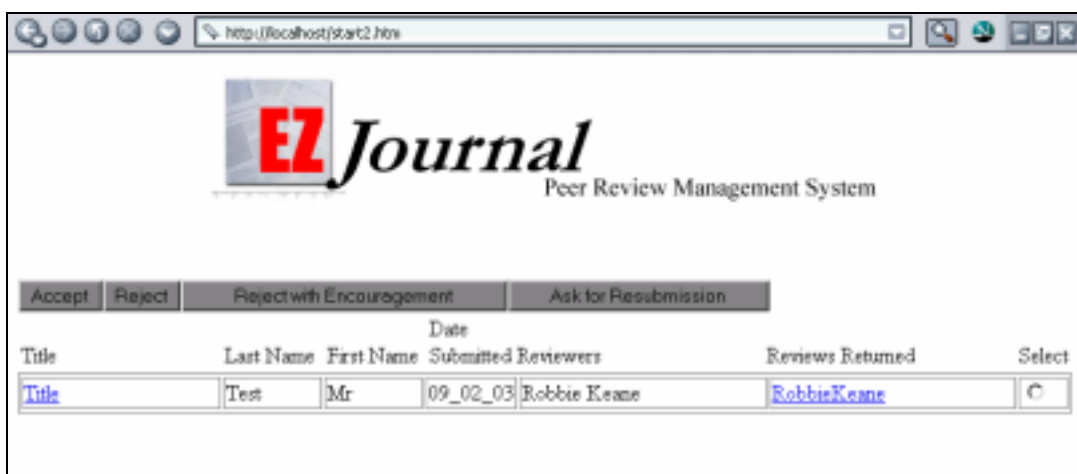 http://localhost/start2.htm
EZ Journal
Peer Review Management System
Accept Reject Reject with Encouragement Ask for Resubmission
Date
Title Last Name First Name Submitted Reviewers Reviews Returned Select
Title Test Mr 09_02_03 Robbie Keane RobbieKeane